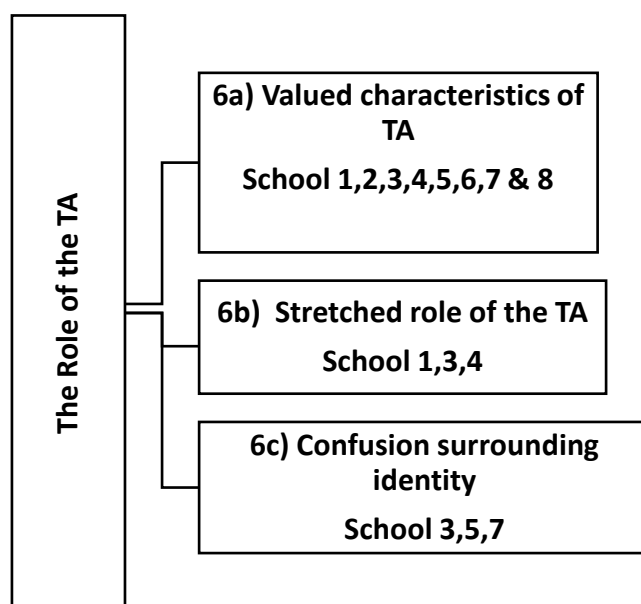 The Role of the TA
6a) Valued characteristics of
TA
School 1,2,3,4,5,6,7 & 8
6b) Stretched role of the TA
School 1,3,4
6c) Confusion surrounding
identity
School 3,5,7